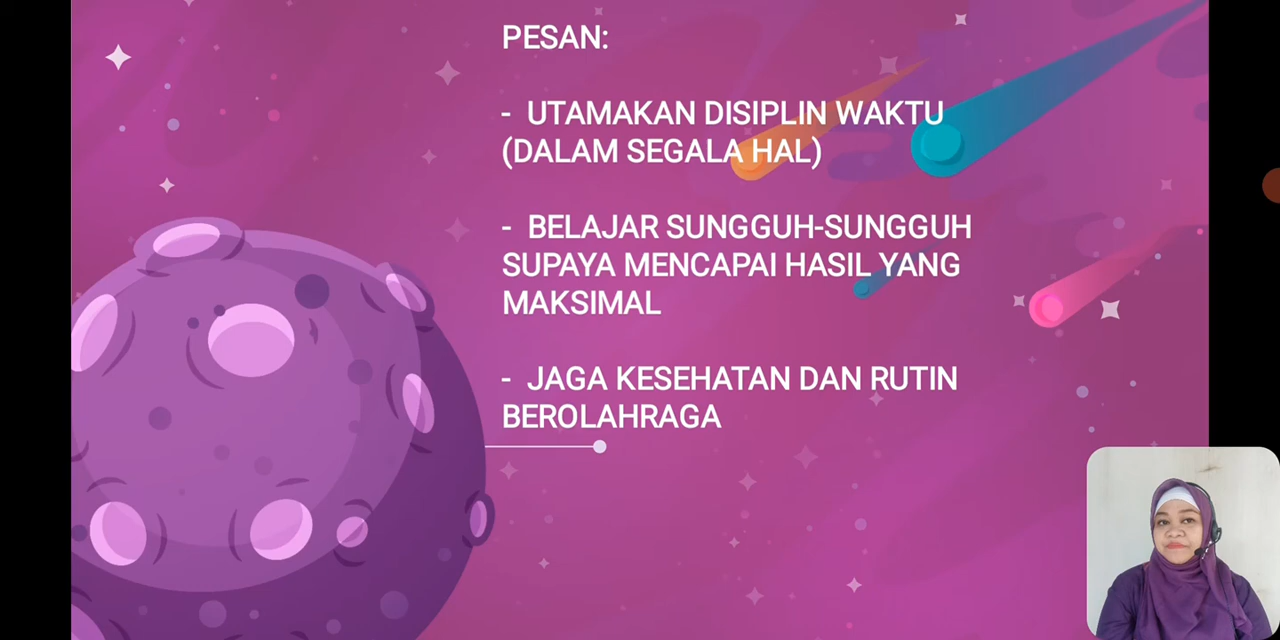 PESAN:
- UTAMAKAN DISIPLIN WAKTU
(DALAM SEGALA HAL)
- BELAJAR SUNGGUH-SUNGGUH
SUPAYA MENCAPAI HASIL YANG
MAKSIMAL
- JAGA KESEHATAN DAN RUTIN
BEROLAHRAGA